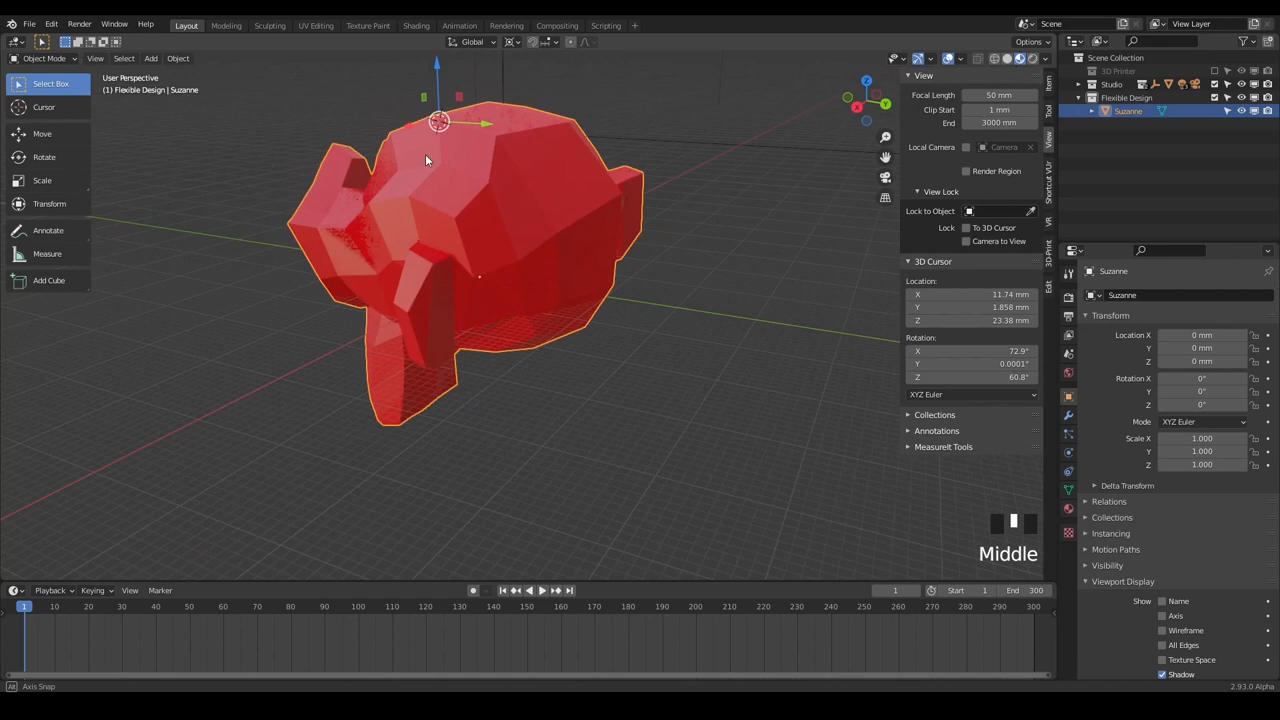 File Edit Render Window Help Layout Modeling Sculpting UV Editing Texture Paint Shading Animation Rendering Compositing Scripting + Scene View Layer
Global Options
Object Mode View Select Add Object
User Perspective
(1) Flexible Design | Suzanne
Select Box
Cursor
Move
Rotate
Scale
Transform
Annotate
Measure
Add Cube
Z
Y
X
View
Focal Length 50 mm
Clip Start 1 mm
End 3000 mm
Local Camera Camera
Render Region
View Lock
Lock to Object
Lock To 3D Cursor
Camera to View
3D Cursor
Location:
X 11.74 mm
Y 1.858 mm
Z 23.38 mm
Rotation:
X 72.9°
Y 0.0001°
Z 60.8°
XYZ Euler
Collections
Annotations
MeasureIt Tools
Item
Tool
View
Shortcut VUr
VR
3D-Print
Edit
Middle
Scene Collection
3D Printer
Studio
Flexible Design
Suzanne
Suzanne
Suzanne
Transform
Location X 0 mm
Y 0 mm
Z 0 mm
Rotation X 0°
Y 0°
Z 0°
Mode XYZ Euler
Scale X 1.000
Y 1.000
Z 1.000
Delta Transform
Relations
Collections
Instancing
Motion Paths
Visibility
Viewport Display
Show Name
Axis
Wireframe
All Edges
Texture Space
Shadow
Playback Keying View Marker 1 Start 1 End 300
1 10 20 30 40 50 60 70 80 90 100 110 120 130 140 150 160 170 180 190 200 210 220 230 240 250 260 270 280 290 300
Alt Axis Snap 2.93.0 Alpha